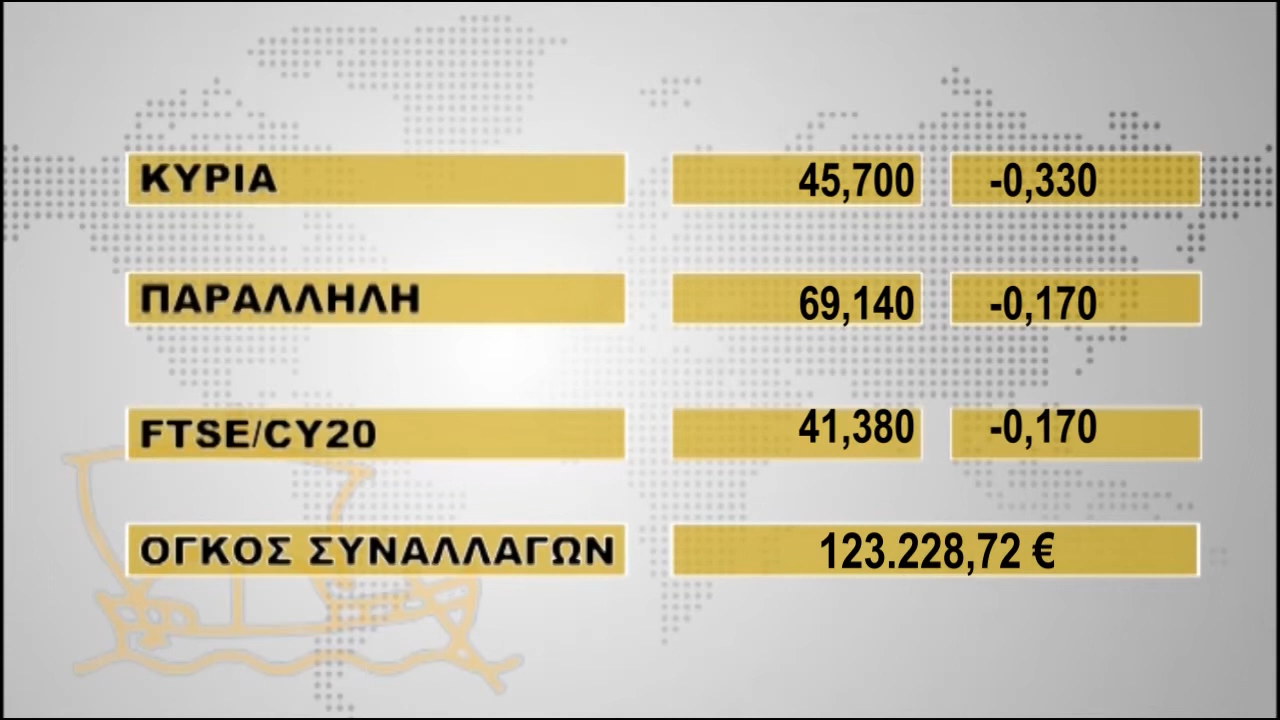 ΚΥΡΙΑ 45,700 -0,330
ΠΑΡΑΛΛΗΛΗ 69,140 -0,170
FTSE/CY20 41,380 -0,170
ΟΓΚΟΣ ΣΥΝΑΛΛΑΓΩΝ 123.228,72 €